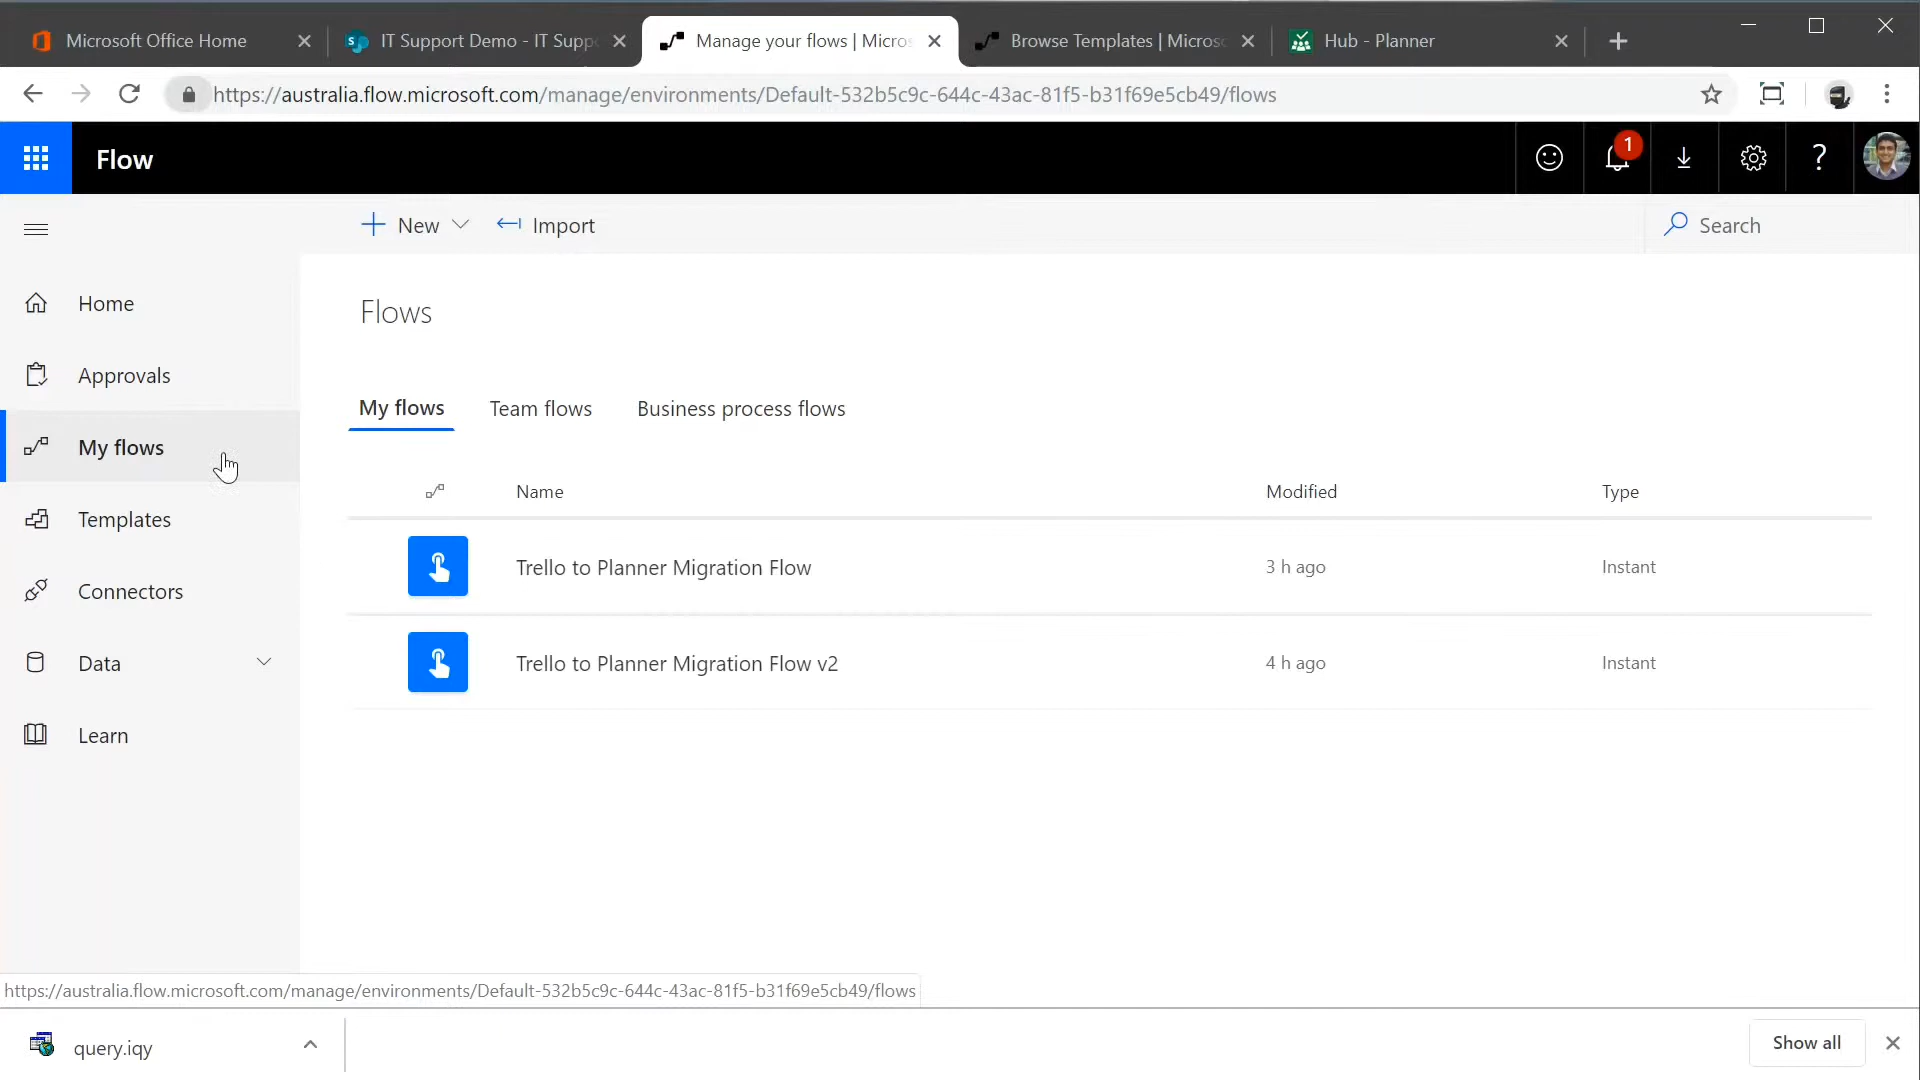 Microsoft Office Home
IT Support Demo - IT Supp
Manage your flows | Micros
Browse Templates | Micros
Hub - Planner
https://australia.flow.microsoft.com/manage/environments/Default-532b5c9c-644c-43ac-81f5-b31f69e5cb49/flows
Flow
1
?
New
Import
Search
Home
Approvals
My flows
Templates
Connectors
Data
Learn
Flows
My flows
Team flows
Business process flows
Name
Modified
Type
Trello to Planner Migration Flow
3 h ago
Instant
Trello to Planner Migration Flow v2
4 h ago
Instant
https://australia.flow.microsoft.com/manage/environments/Default-532b5c9c-644c-43ac-81f5-b31f69e5cb49/flows
query.iqy
Show all